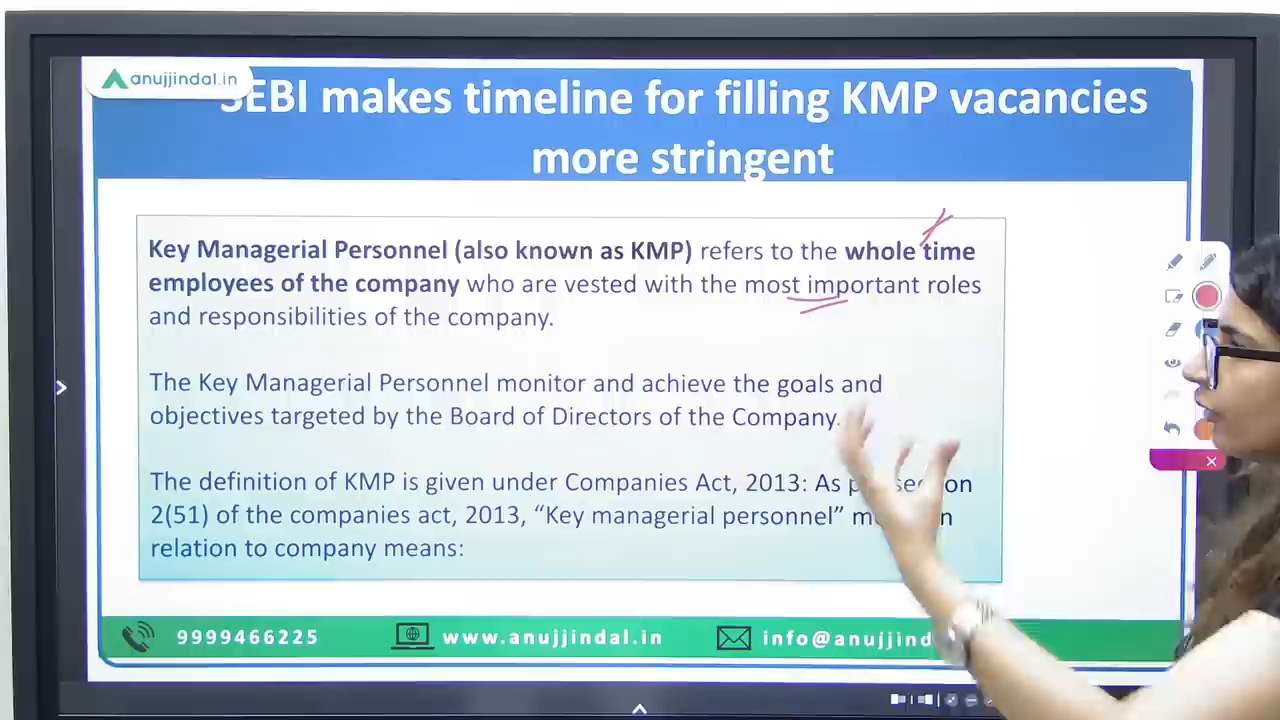 anujjindal.in
SEBI makes timeline for filling KMP vacancies
more stringent
Key Managerial Personnel (also known as KMP) refers to the whole time
employees of the company who are vested with the most important roles
and responsibilities of the company.
The Key Managerial Personnel monitor and achieve the goals and
objectives targeted by the Board of Directors of the Company.
The definition of KMP is given under Companies Act, 2013: As
2(51) of the companies act, 2013, “Key managerial personnel”
relation to company means:
9999466225
www.anujjindal.in